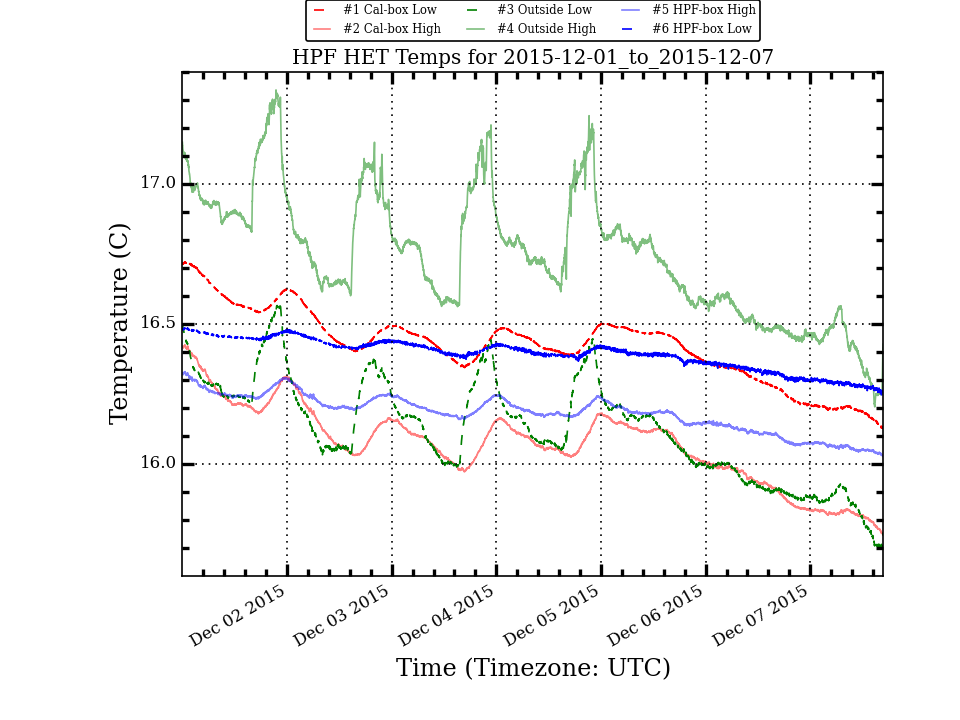 #1 Cal-box Low #3 Outside Low #5 HPF-box High
#2 Cal-box High #4 Outside High #6 HPF-box Low
HPF HET Temps for 2015-12-01_to_2015-12-07
17.0
16.5
16.0
Temperature (C)
Dec 02 2015
Dec 03 2015
Dec 04 2015
Dec 05 2015
Dec 06 2015
Dec 07 2015
Time (Timezone: UTC)